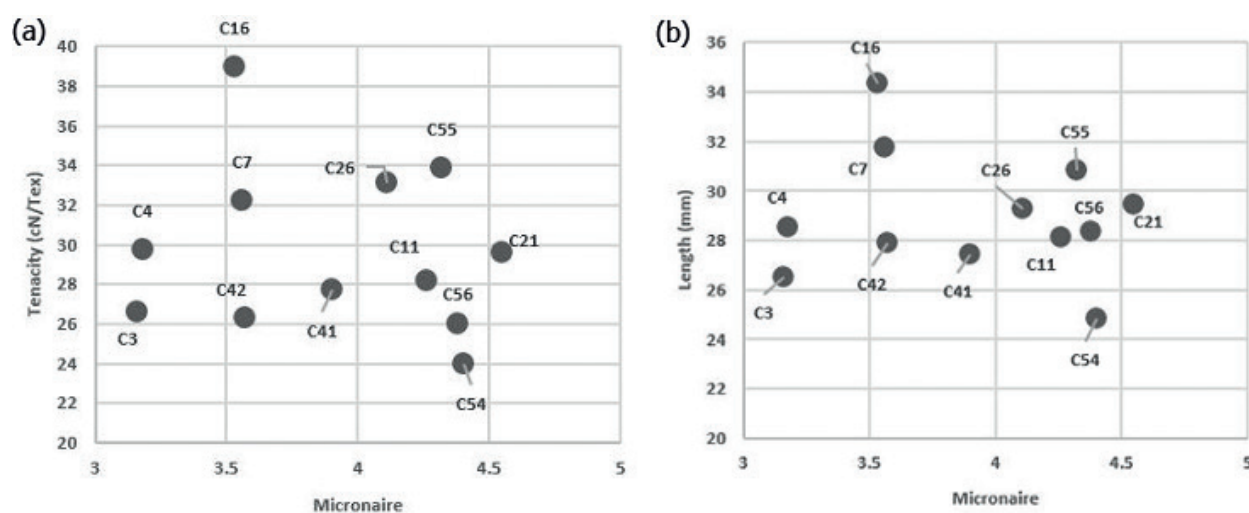 (a)
Tenacity (cN/Tex)
40
38
36
34
32
30
28
26
24
22
20
C16
C55
C26
C7
C4
C11
C21
C42
C56
C3
C41
C54
3
3.5
4
4.5
5
Micronaire
(b)
Length (mm)
36
34
32
30
28
26
24
22
20
C16
C55
C7
C26
C4
C56
C21
C42
C41
C11
C3
C54
3
3.5
4
4.5
5
Micronaire